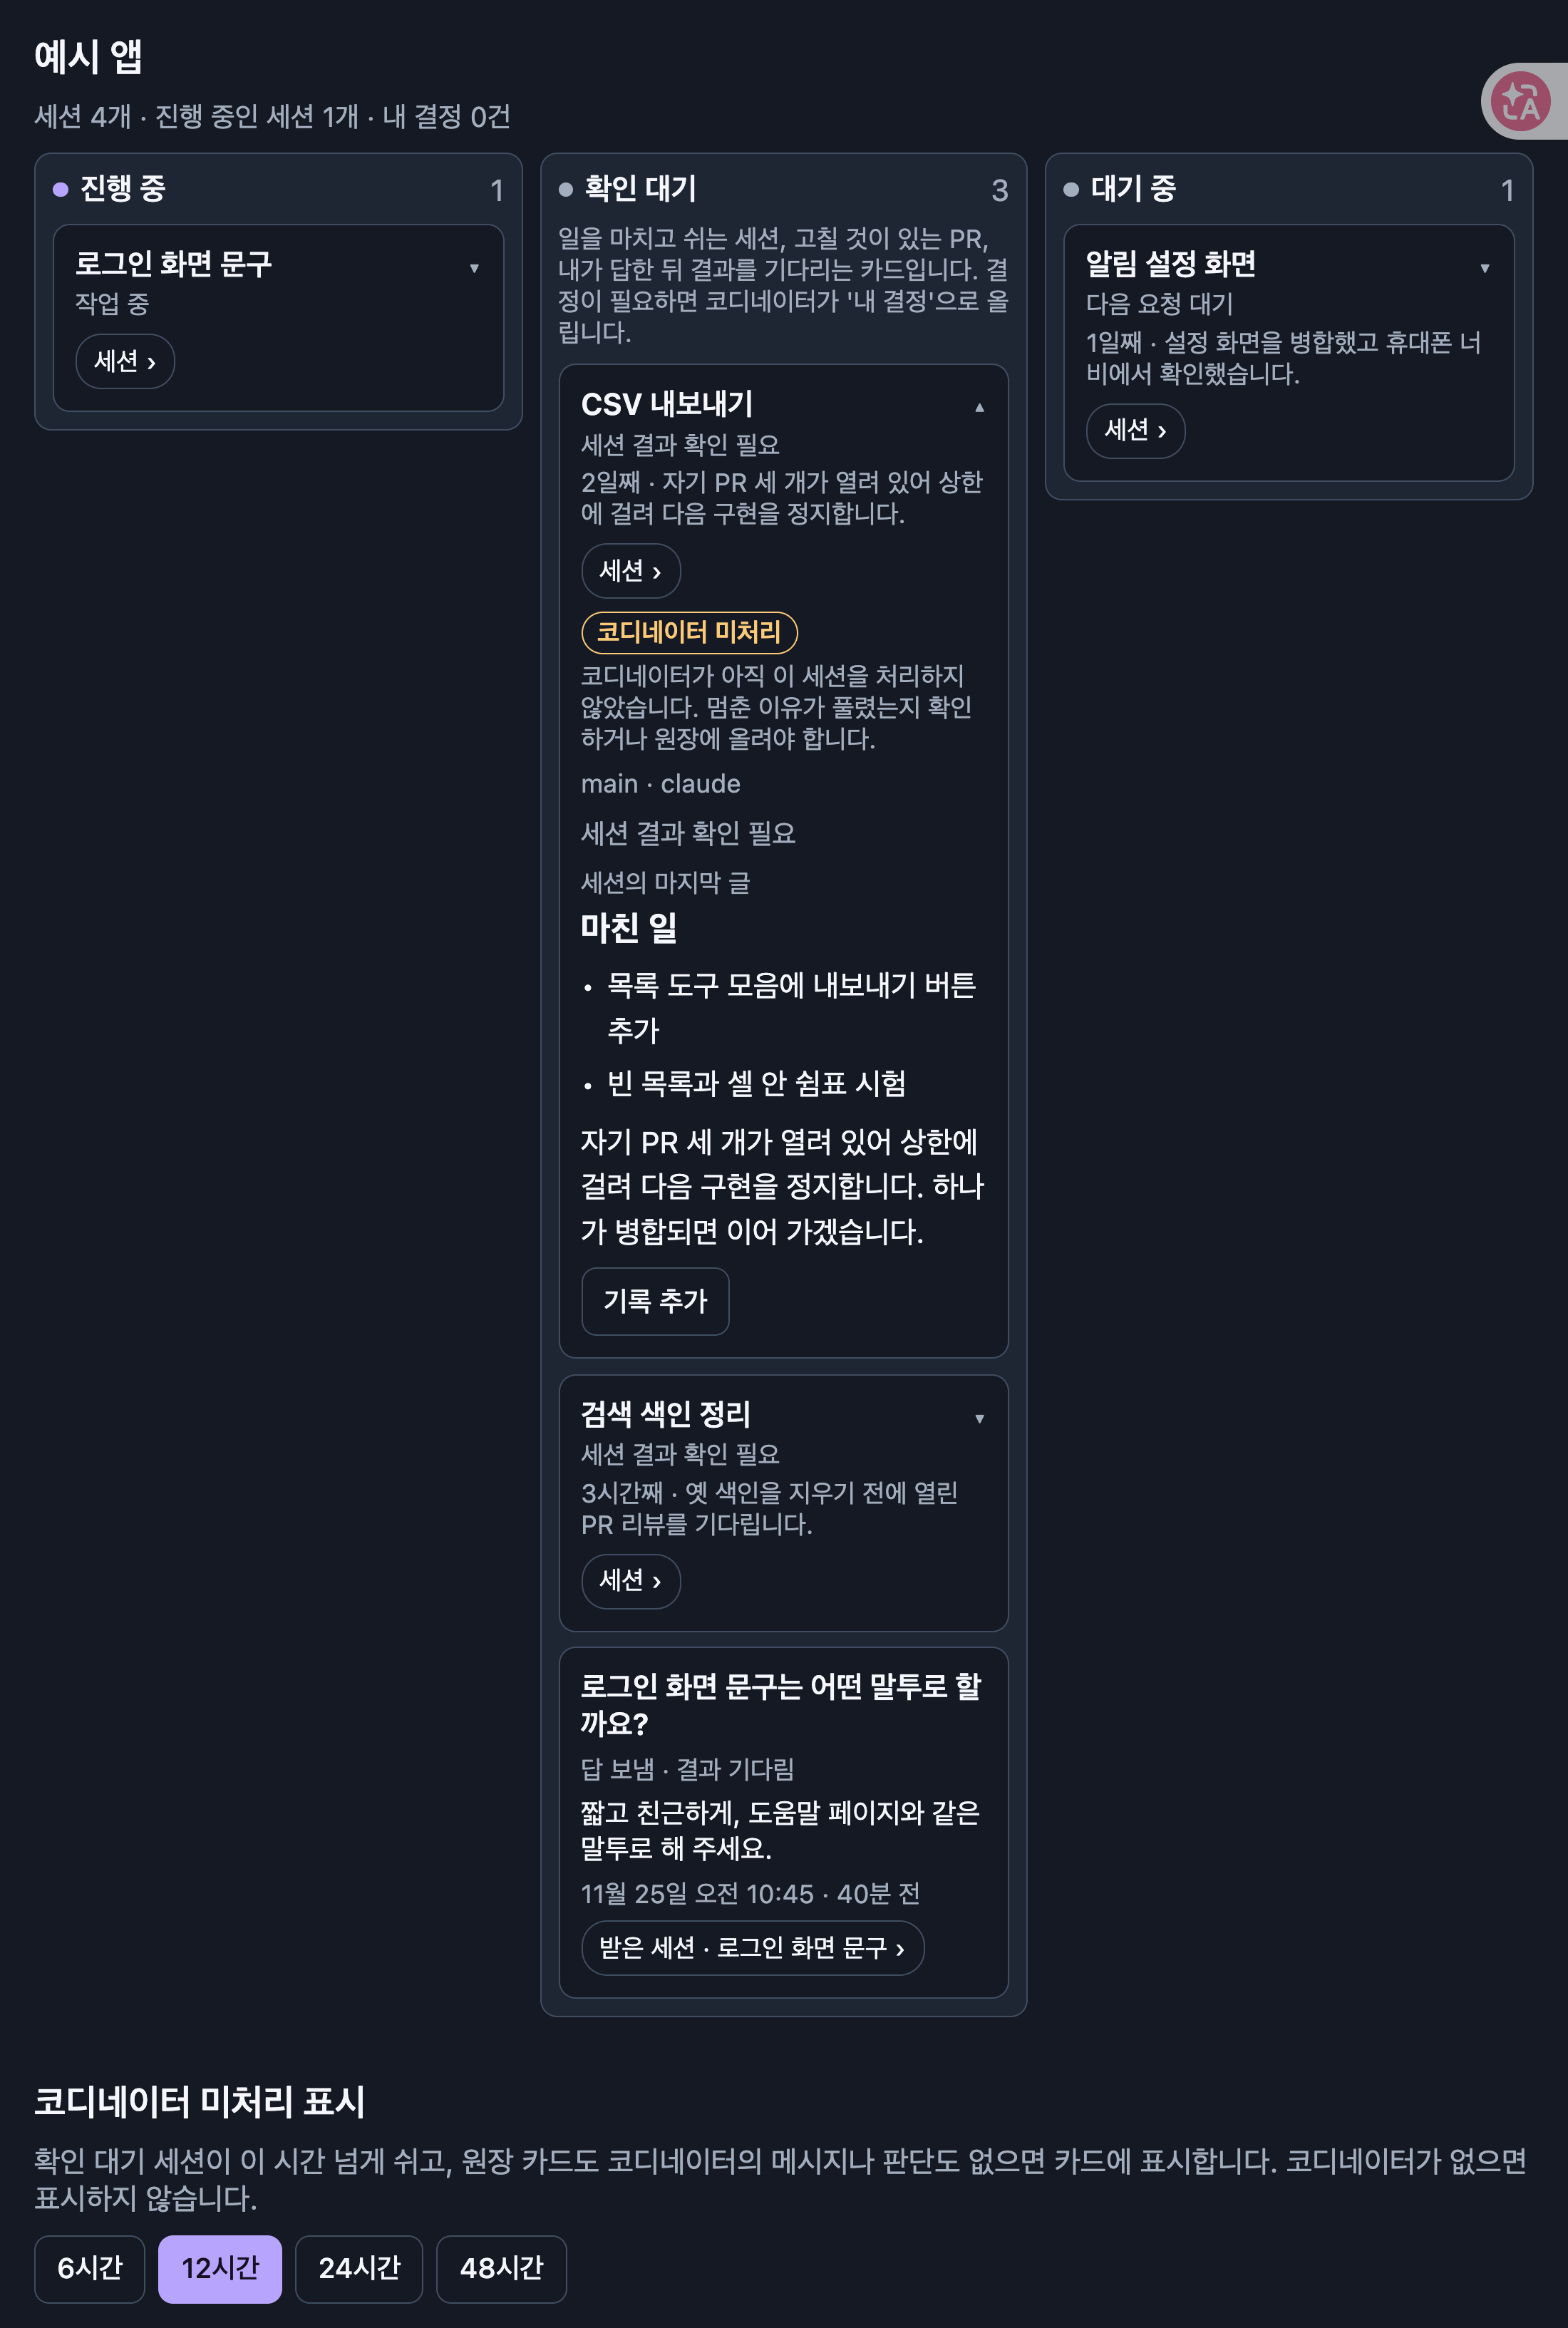 예시 앱
세션 4개 · 진행 중인 세션 1개 · 내 결정 0건
진행 중 1
로그인 화면 문구
작업 중
세션 ›
확인 대기 3
일을 마치고 쉬는 세션, 고칠 것이 있는 PR,
내가 답한 뒤 결과를 기다리는 카드입니다. 결
정이 필요하면 코디네이터가 '내 결정'으로 올
립니다.
CSV 내보내기
세션 결과 확인 필요
2일째 · 자기 PR 세 개가 열려 있어 상한
에 걸려 다음 구현을 정지합니다.
세션 ›
코디네이터 미처리
코디네이터가 아직 이 세션을 처리하지
않았습니다. 멈춘 이유가 풀렸는지 확인
하거나 원장에 올려야 합니다.
main · claude
세션 결과 확인 필요
세션의 마지막 글
마친 일
• 목록 도구 모음에 내보내기 버튼
추가
• 빈 목록과 셀 안 쉼표 시험
자기 PR 세 개가 열려 있어 상한에
걸려 다음 구현을 정지합니다. 하나
가 병합되면 이어 가겠습니다.
기록 추가
검색 색인 정리
세션 결과 확인 필요
3시간째 · 옛 색인을 지우기 전에 열린
PR 리뷰를 기다립니다.
세션 ›
로그인 화면 문구는 어떤 말투로 할
까요?
답 보냄 · 결과 기다림
짧고 친근하게, 도움말 페이지와 같은
말투로 해 주세요.
11월 25일 오전 10:45 · 40분 전
받은 세션 · 로그인 화면 문구 ›
대기 중 1
알림 설정 화면
다음 요청 대기
1일째 · 설정 화면을 병합했고 휴대폰 너
비에서 확인했습니다.
세션 ›
코디네이터 미처리 표시
확인 대기 세션이 이 시간 넘게 쉬고, 원장 카드도 코디네이터의 메시지나 판단도 없으면 카드에 표시합니다. 코디네이터가 없으면
표시하지 않습니다.
6시간 12시간 24시간 48시간